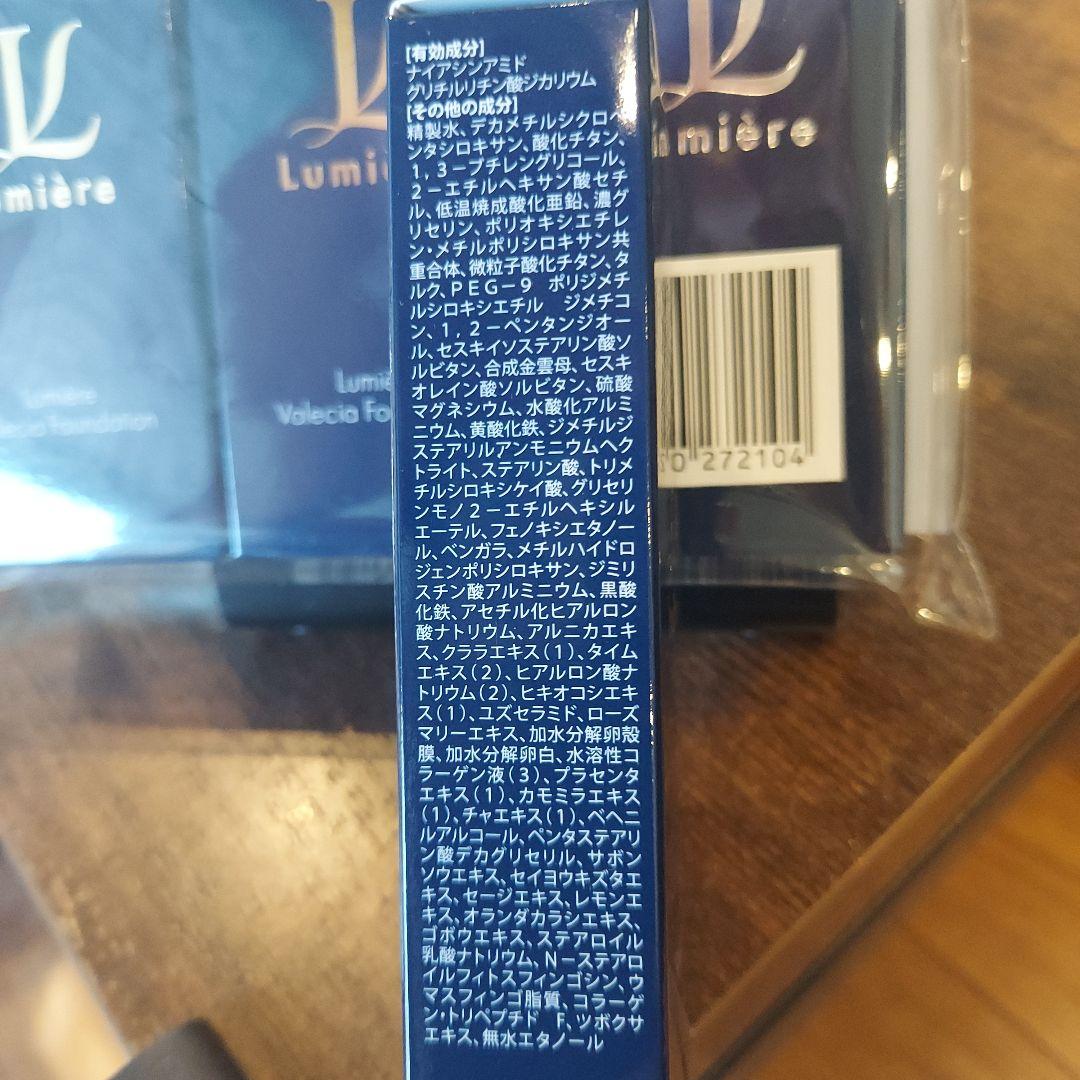 [有効成分]
ナイアシンアミド
グリチルリチン酸ジカリウム
[その他の成分]
精製水、デカメチルシクロペ
ンタシロキサン、酸化チタン、
1,3ーブチレングリコール、
2ーエチルヘキサン酸セチ
ル、低温焼成酸化亜鉛、濃グ
リセリン、ポリオキシエチレ
ン・メチルポリシロキサン共
重合体、微粒子酸化チタン、タ
ルク、PEGー9 ポリジメチ
ルシロキシエチル ジメチコ
ン、1,2ーペンタンジオー
ル、セスキイソステアリン酸ソ
ルビタン、合成金雲母、セスキ
オレイン酸ソルビタン、硫酸
マグネシウム、水酸化アルミ
ニウム、黄酸化鉄、ジメチルジ
ステアリルアンモニウムヘク
トライト、ステアリン酸、トリメ
チルシロキシケイ酸、グリセリ
ンモノ2ーエチルヘキシル
エーテル、フェノキシエタノー
ル、ベンガラ、メチルハイドロ
ジェンポリシロキサン、ジミリ
スチン酸アルミニウム、黒酸
化鉄、アセチル化ヒアルロン
酸ナトリウム、アルニカエキ
ス、クララエキス(1)、タイム
エキス(2)、ヒアルロン酸ナ
トリウム(2)、ヒキオコシエキ
ス(1)、ユズセラミド、ローズ
マリーエキス、加水分解卵殻
膜、加水分解卵白、水溶性コ
ラーゲン液(3)、プラセンタ
エキス(1)、カモミラエキス
(1)、チャエキス(1)、ベヘニ
ルアルコール、ペンタステアリ
ン酸デカグリセリル、サボン
ソウエキス、セイヨウキズタエ
キス、セージエキス、レモンエ
キス、オランダカラシエキス、
ゴボウエキス、ステアロイル
乳酸ナトリウム、Nーステアロ
イルフィトスフィンゴシン、ウ
マスフィンゴ脂質、コラーゲ
ン・トリペプチド F、ツボクサ
エキス、無水エタノール
mière
Lumière
Foundation
Lumi
Lumiè
Valecia Fo
mière
272104